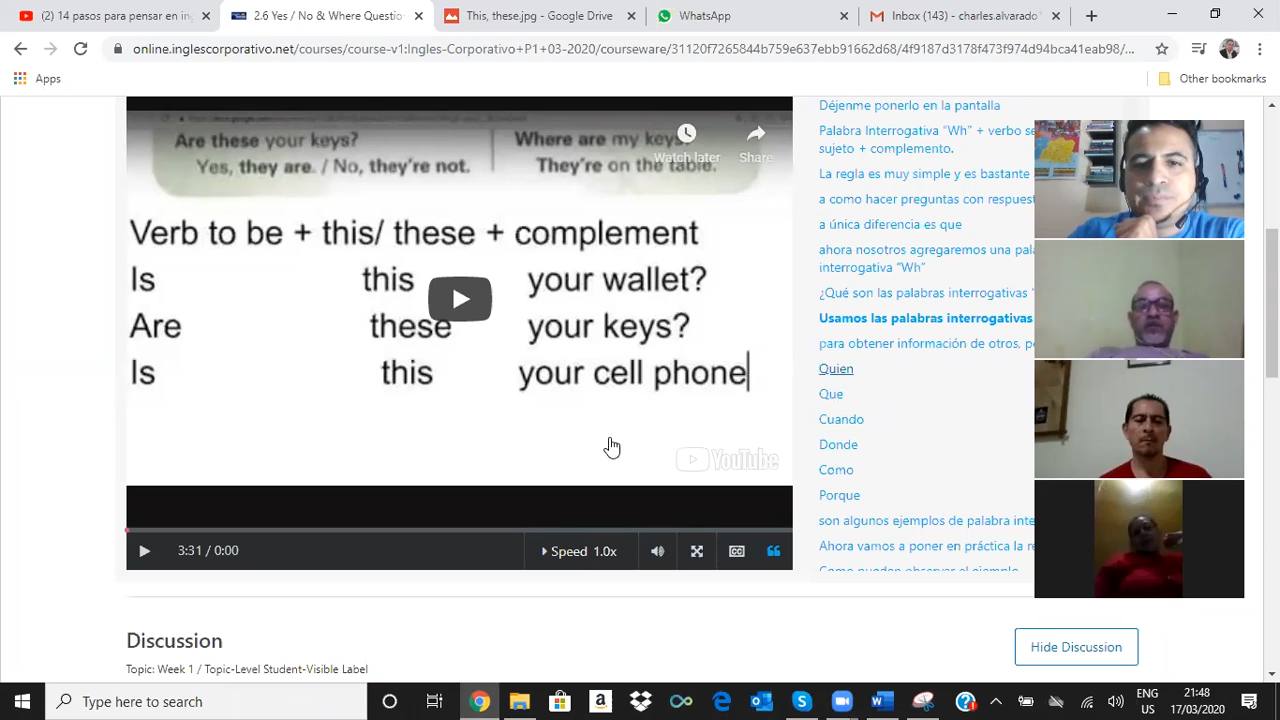 (2) 14 pasos para pensar en in
2.6 Yes / No & Where Questio
This, these.jpg - Google Drive
WhatsApp
Inbox (143) - charles.alvarado
online.inglescorporativo.net/courses/course-v1:Ingles-Corporativo+P1+03-2020/courseware/31120f7265844b759e637ebb91662d68/4f9187d3178f473f974d94bca41eab98/...
Apps
Other bookmarks
Are these your keys?
Where are my keys
Yes, they are. / No, they're not.
They're on the table.
Watch later
Share
Verb to be + this/ these + complement
Is this your wallet?
Are these your keys?
Is this your cell phone
YouTube
3:31 / 0:00
Speed 1.0x
Déjenme ponerlo en la pantalla
Palabra Interrogativa "Wh" + verbo se
sujeto + complemento.
La regla es muy simple y es bastante
a como hacer preguntas con respuest
a única diferencia es que
ahora nosotros agregaremos una pal
interrogativa "Wh"
¿Qué son las palabras interrogativas
Usamos las palabras interrogativas
para obtener información de otros, p
Quien
Que
Cuando
Donde
Como
Porque
son algunos ejemplos de palabra inte
Ahora vamos a poner en práctica la re
Como pueden observar el ejemplo
Discussion
Hide Discussion
Topic: Week 1 / Topic-Level Student-Visible Label
Type here to search
ENG
US
21:48
17/03/2020